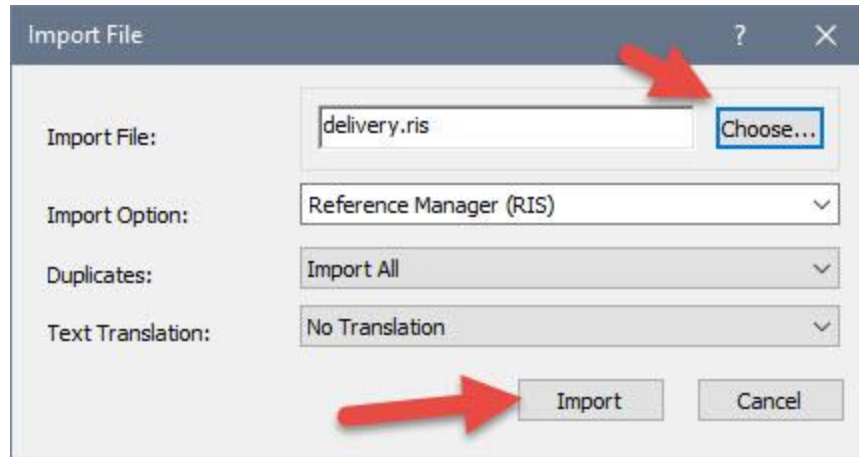 Import File
?
Import File:
delivery.ris
Choose...
Import Option:
Reference Manager (RIS)
Duplicates:
Import All
Text Translation:
No Translation
Import
Cancel